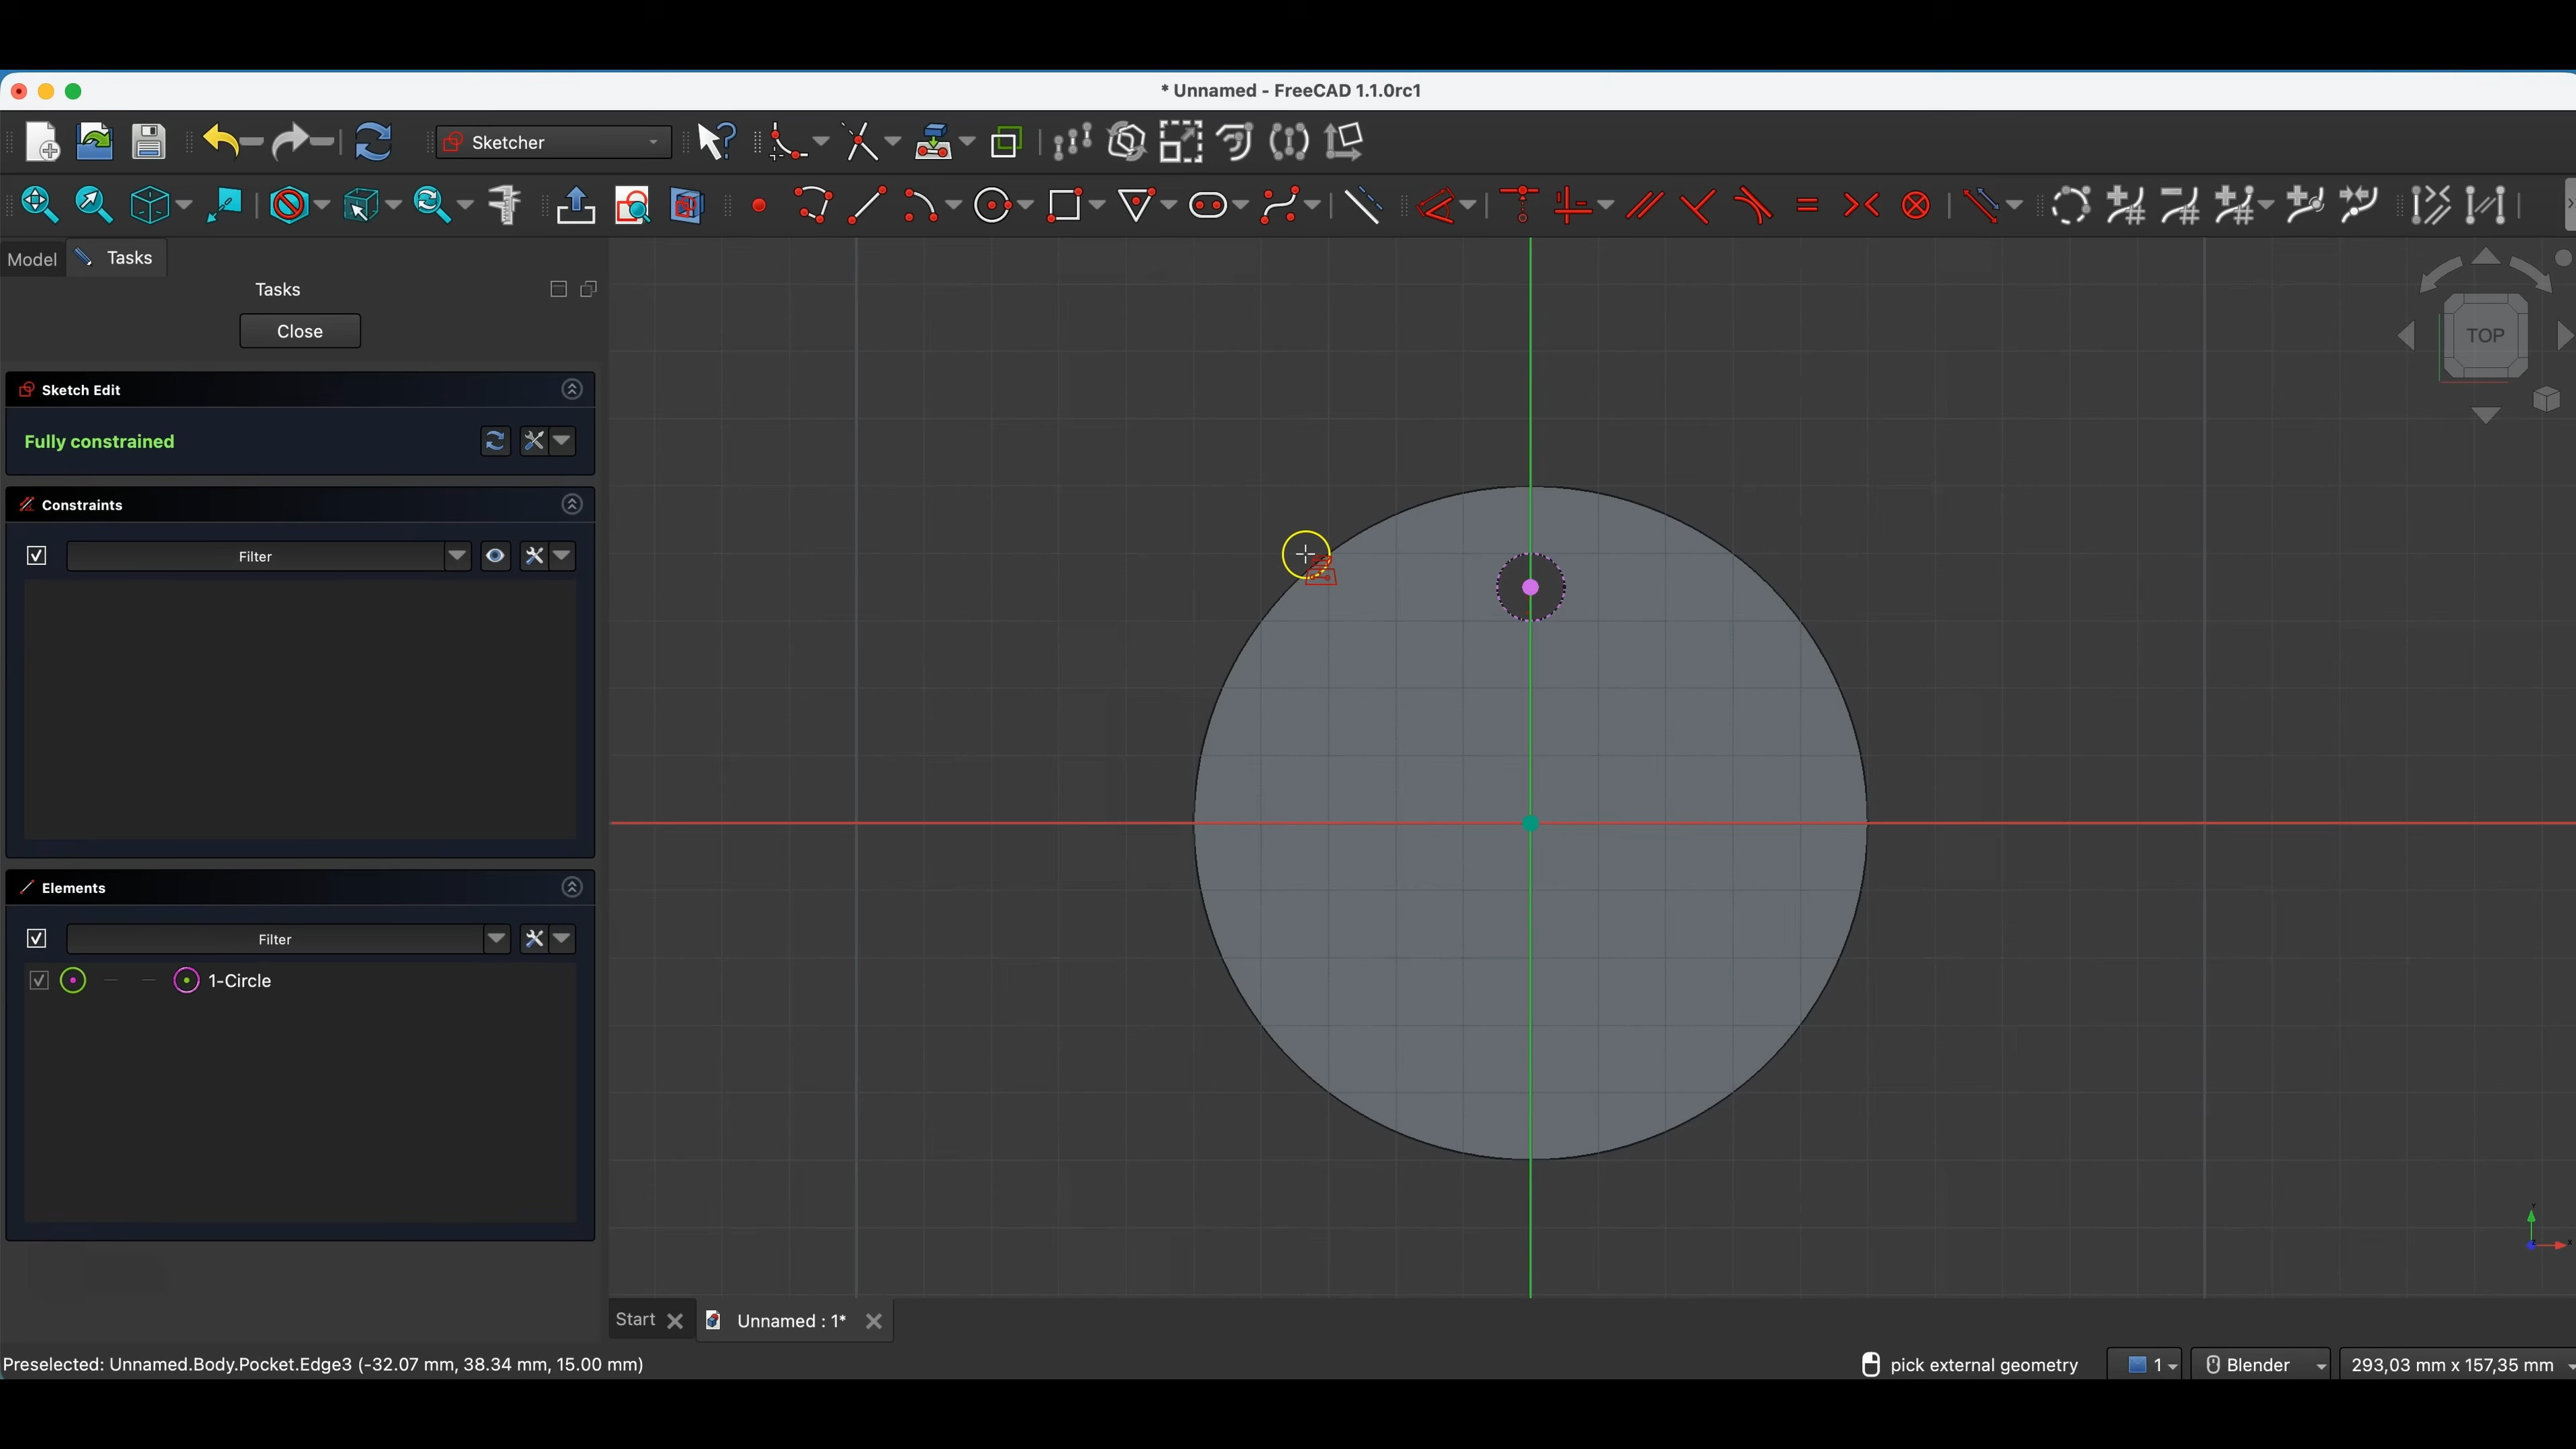 * Unnamed - FreeCAD 1.1.0rc1
Sketcher
Model
Tasks
Tasks
Close
TOP
Sketch Edit
Fully constrained
Constraints
Filter
Elements
Filter
1-Circle
Start
Unnamed : 1*
Preselected: Unnamed.Body.Pocket.Edge3 (-32.07 mm, 38.34 mm, 15.00 mm)
pick external geometry
1
Blender
293,03 mm x 157,35 mm